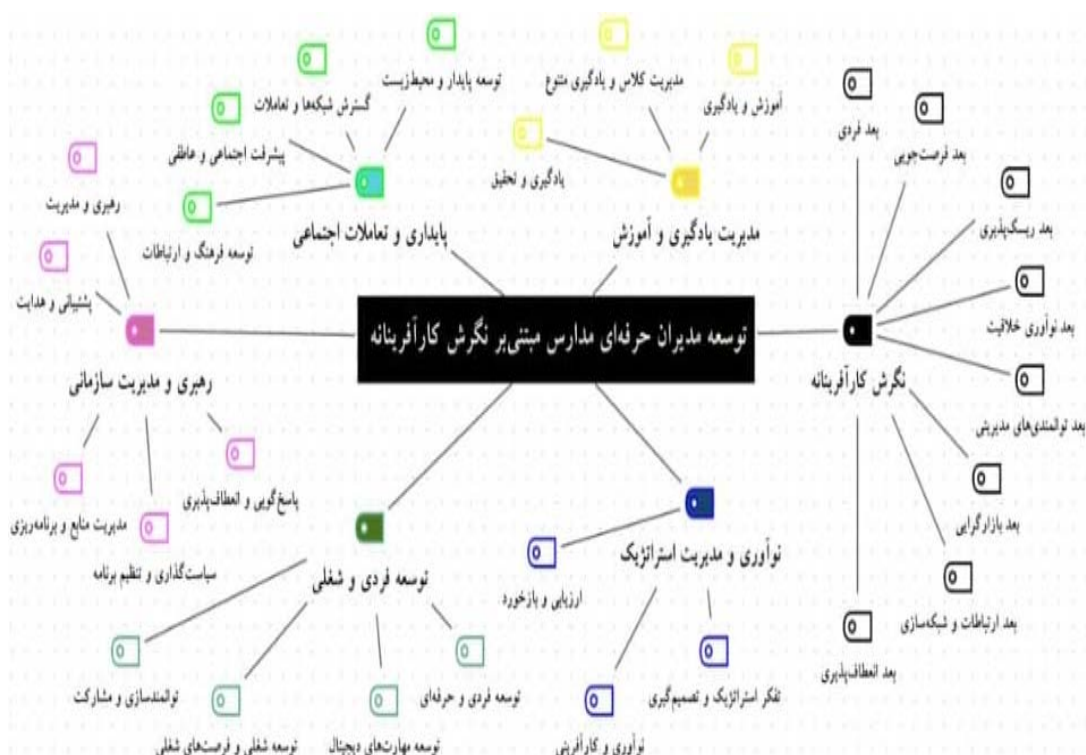 توسعه پایدار و محیط‌زیست
مدیریت کلاس و یادگیری متنوع
آموزش و یادگیری
گسترش شبکه‌ها و تعاملات
بعد فردی
بعد فرصت‌جویی
پیشرفت اجتماعی و عاطفی
یادگیری و تحقیق
رهبری و مدیریت
توسعه فرهنگ و ارتباطات
پایداری و تعاملات اجتماعی
مدیریت یادگیری و آموزش
بعد ریسک‌پذیری
پشتیبانی و هدایت
توسعه مدیران حرفه‌ای مدارس مبتنی‌بر نگرش کارآفرینانه
بعد نوآوری خلاقیت
رهبری و مدیریت سازمانی
نگرش کارآفرینانه
بعد توانمندی‌های مدیریتی
پاسخ‌گویی و انعطاف‌پذیری
مدیریت منابع و برنامه‌ریزی
بعد بازارگرایی
نوآوری و مدیریت استراتژیک
سیاست‌گذاری و تنظیم برنامه
توسعه فردی و شغلی
ارزیابی و بازخورد
بعد ارتباطات و شبکه‌سازی
بعد انعطاف‌پذیری
توانمندسازی و مشارکت
توسعه فردی و حرفه‌ای
تفکر استراتژیک و تصمیم‌گیری
توسعه شغلی و فرصت‌های شغلی
توسعه مهارت‌های دیجیتال
نوآوری و کارآفرینی